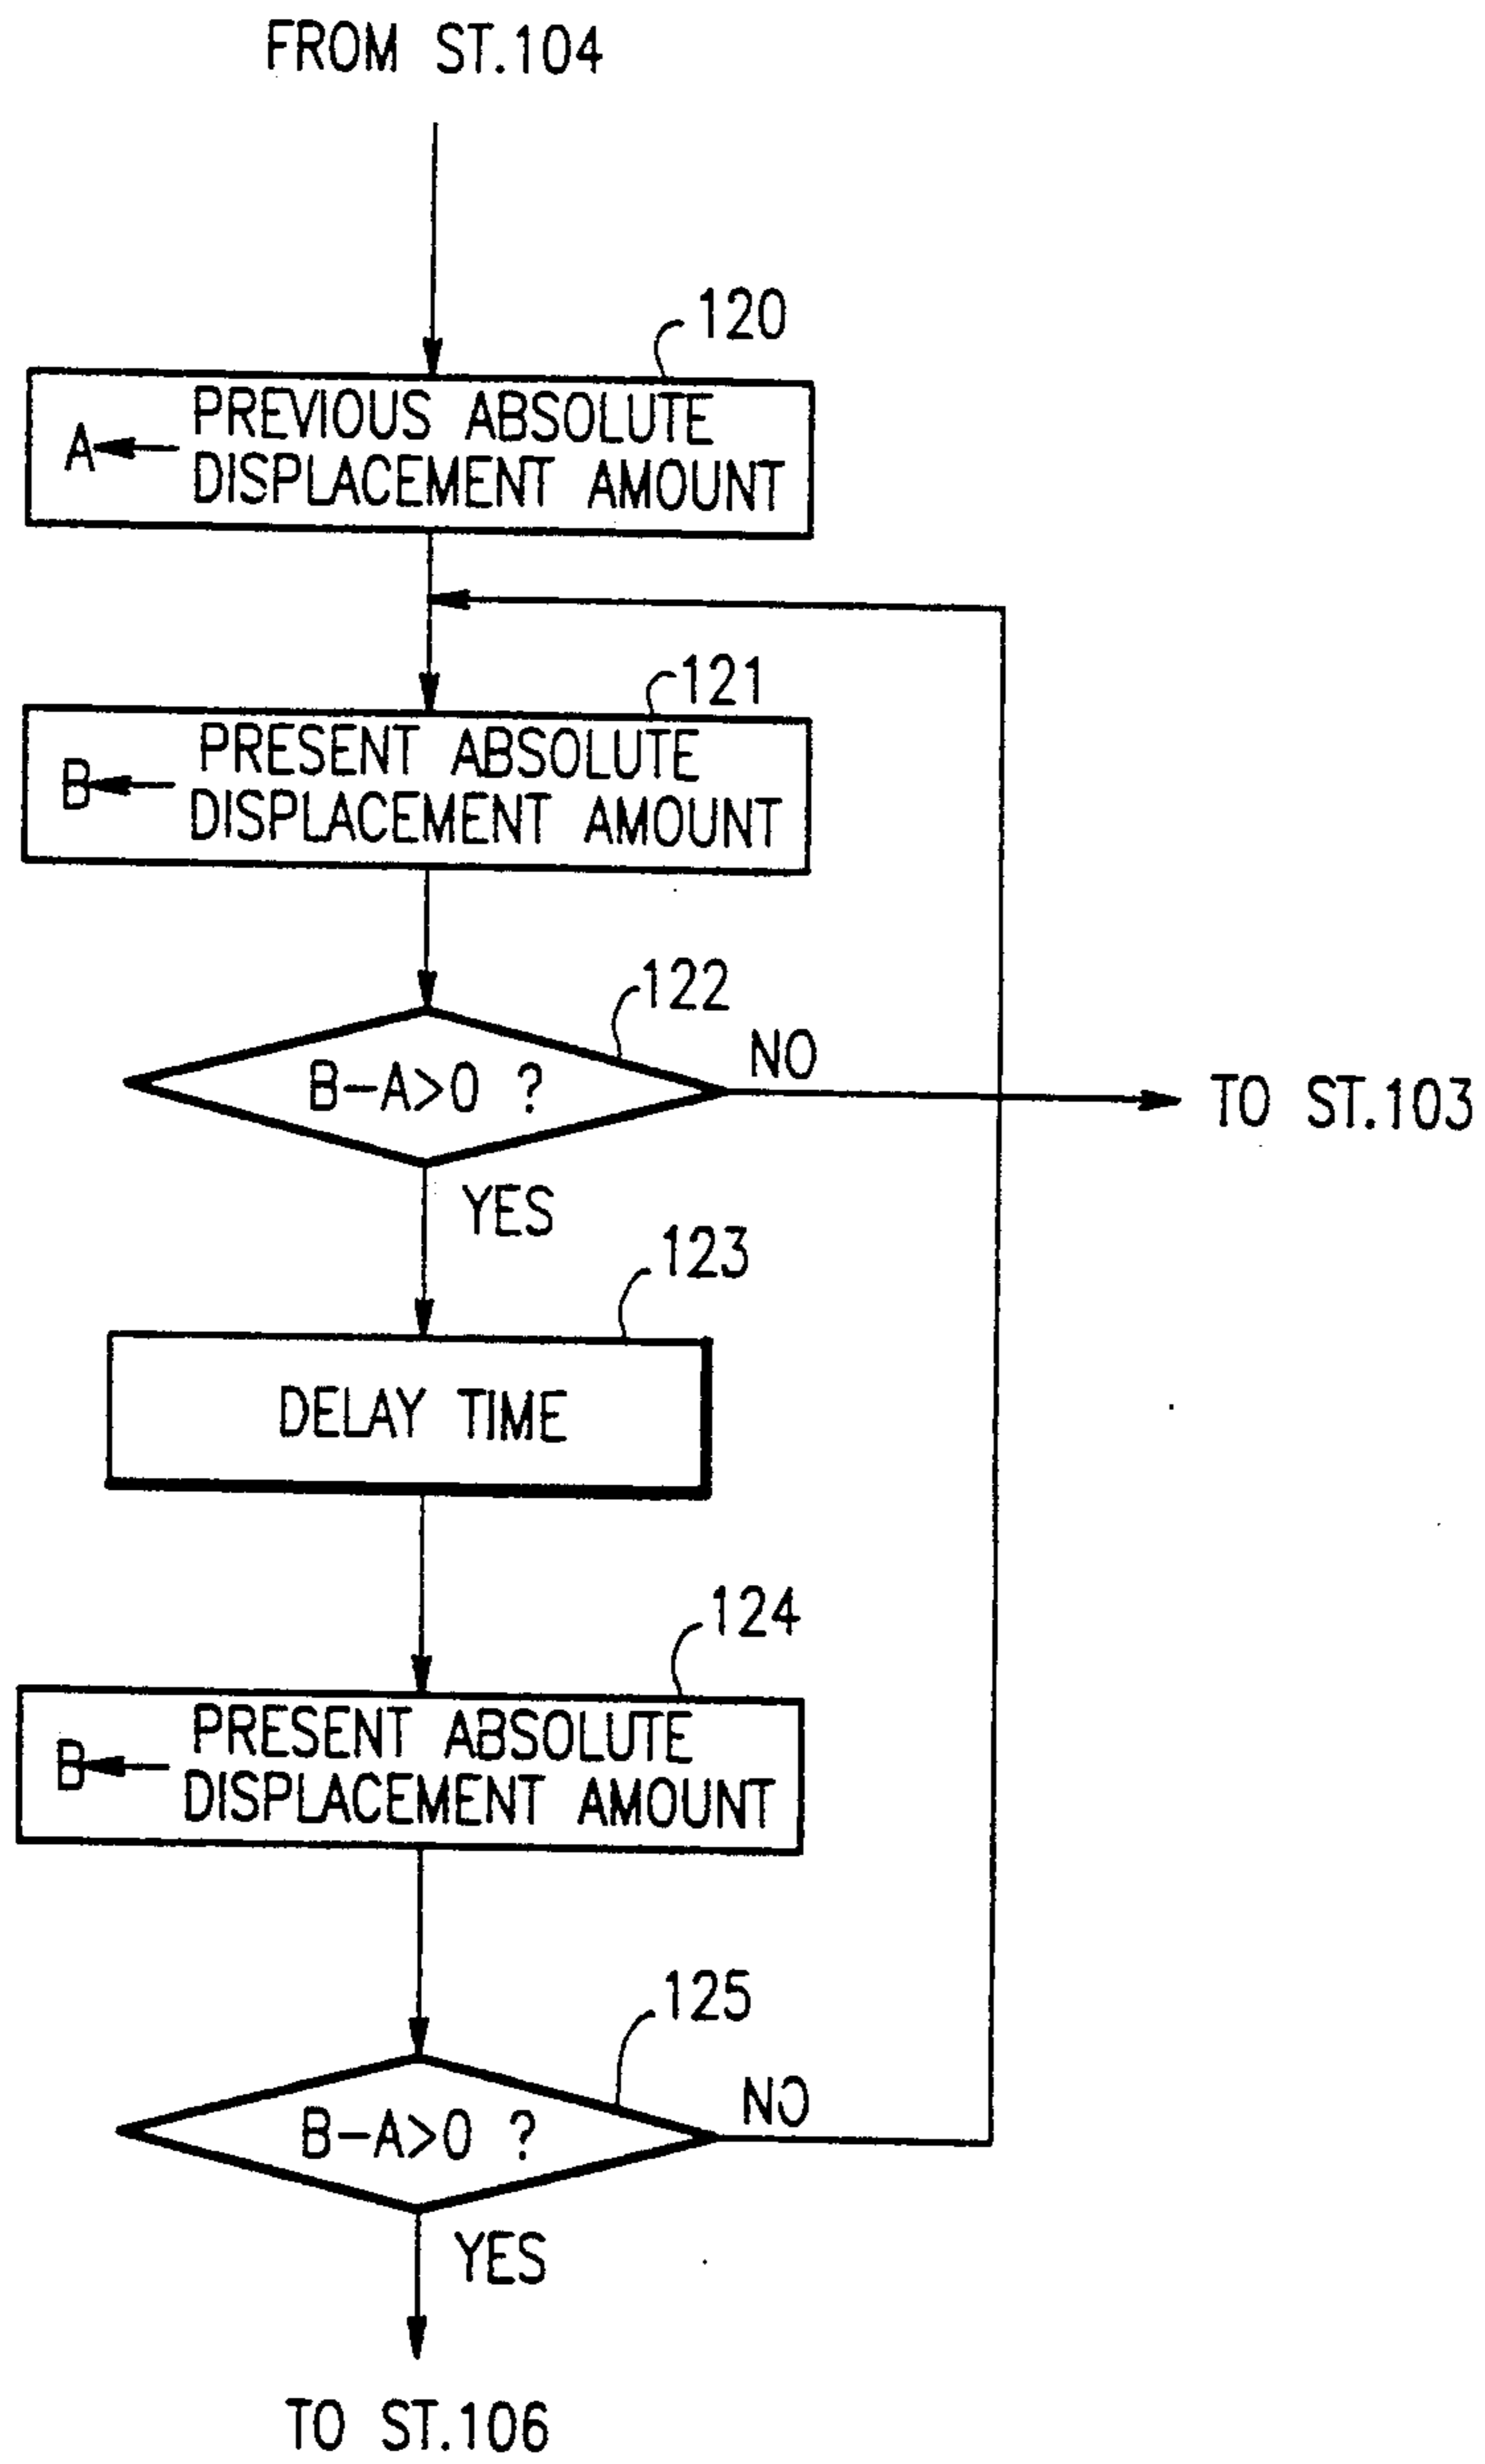 FROM ST.104
120
A← PREVIOUS ABSOLUTE
DISPLACEMENT AMOUNT
121
B← PRESENT ABSOLUTE
DISPLACEMENT AMOUNT
122
B-A>0 ?
NO
TO ST.103
YES
123
DELAY TIME
124
B← PRESENT ABSOLUTE
DISPLACEMENT AMOUNT
125
B-A>0 ?
NO
YES
TO ST.106